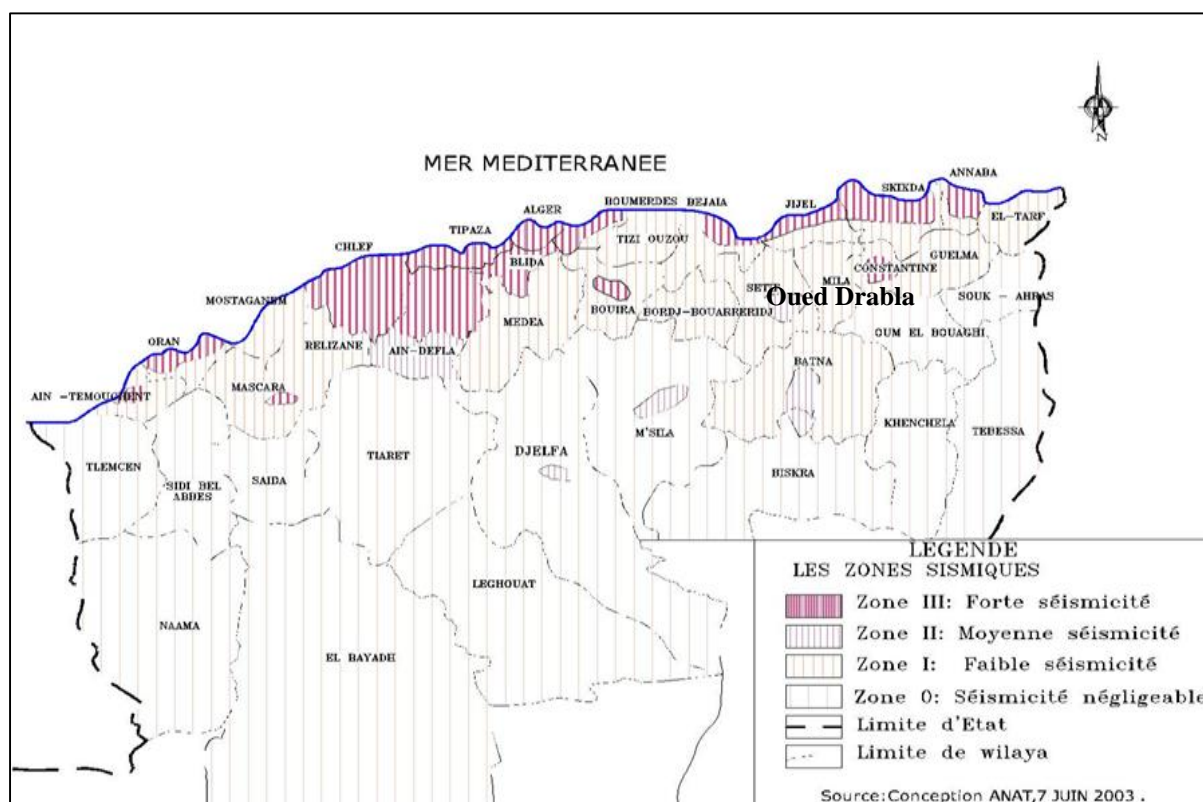 MER MEDITERRANEE
N
ANNABA
SKIKDA
JIJEL
BOUMERDES BEJAIA
ALGER
TIPAZA
CHLEF
EL-TARF
TIZI OUZOU
GUELMA
BLIDA
CONSTANTINE
MILA
SETIF
Oued Drabla
SOUK - AHRAS
MOSTAGANEM
BOUIRA
BORDJ-BOUARRERIDJ
MEDEA
OUM EL BOUAGHI
ORAN
RELIZANE
AIN-DEFLA
BATNA
MASCARA
AIN -TEMOUCHENT
M'SILA
KHENCHELA
TEBESSA
DJELFA
TIARET
TLEMCEN
SIDI BEL
ABBES
SAIDA
BISKRA
LEGHOUAT
NAAMA
EL BAYADH
LEGENDE
LES ZONES SISMIQUES
Zone III: Forte séismicité
Zone II: Moyenne séismicité
Zone I: Faible séismicité
Zone 0: Séismicité négligeable
Limite d'Etat
Limite de wilaya
Source:Conception ANAT,7 JUIN 2003 .